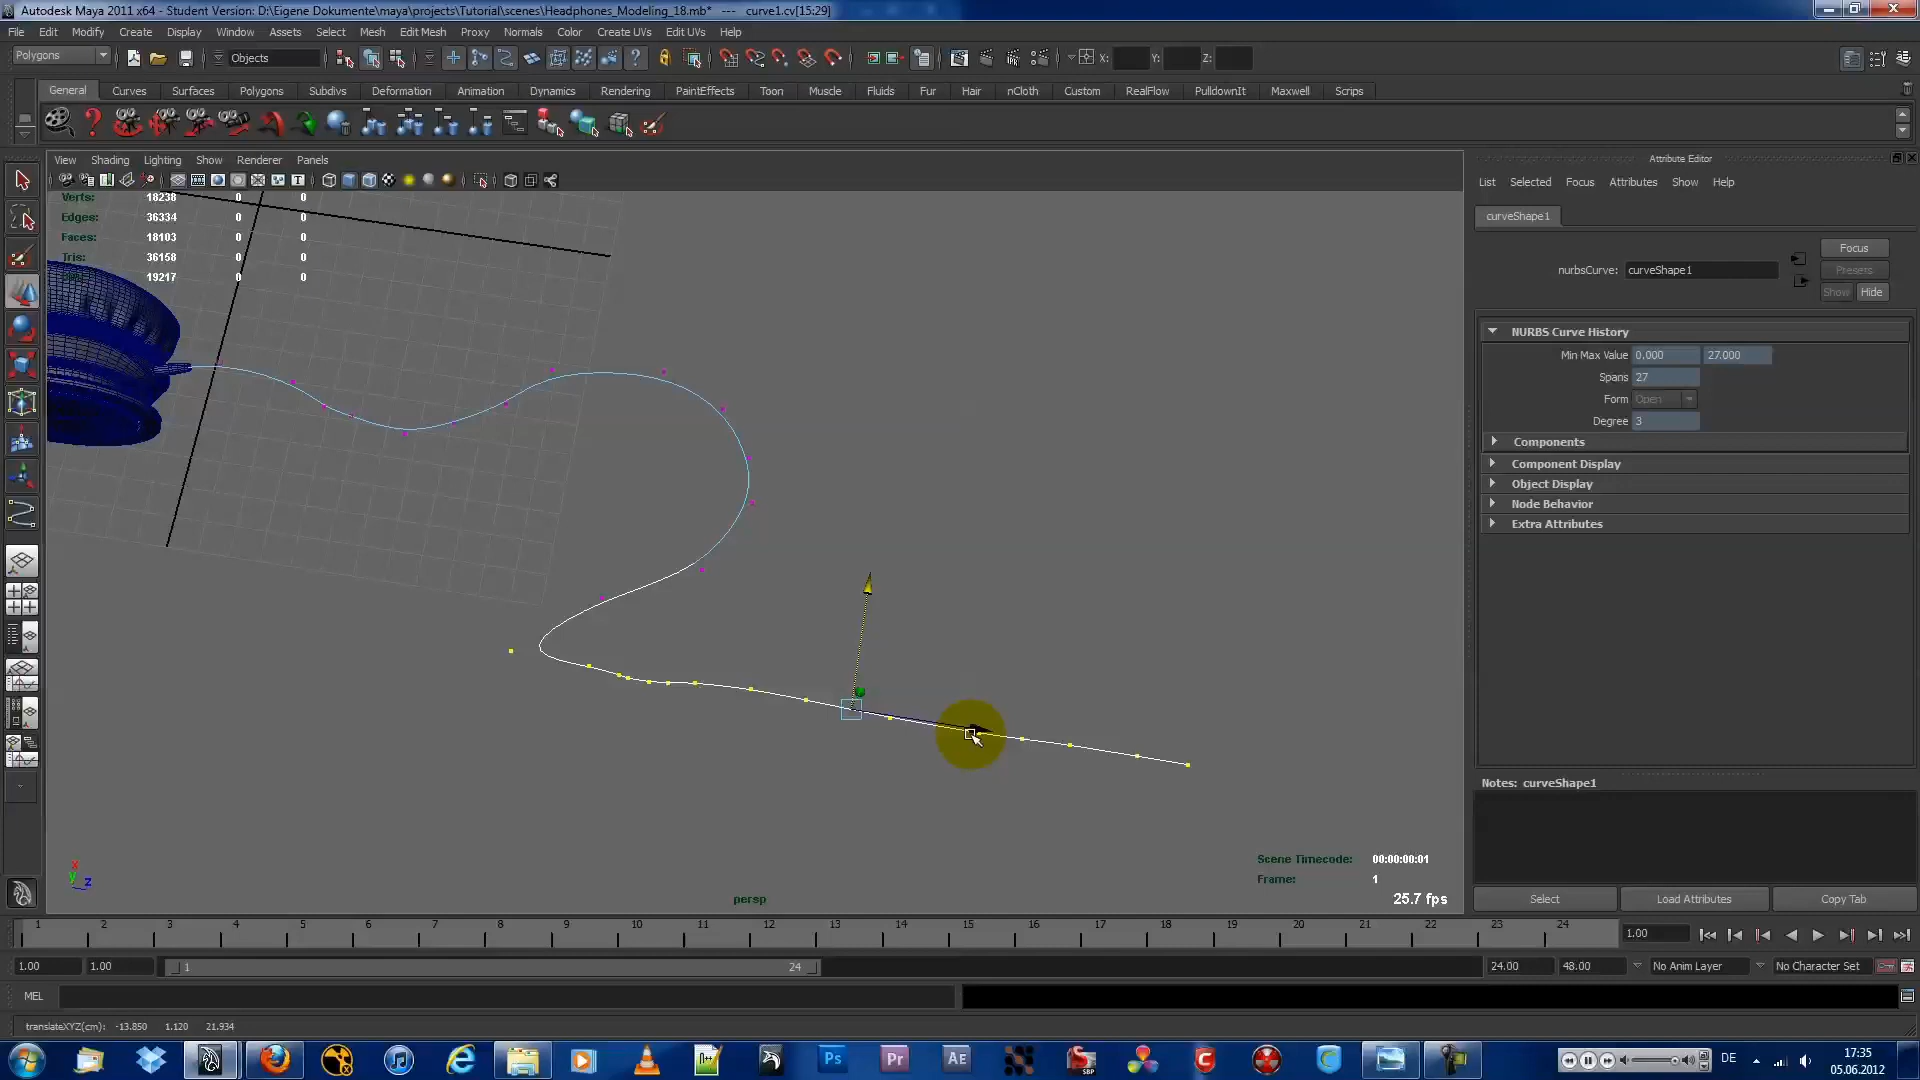 Autodesk Maya 2011 x64 - Student Version: D:\Eigene Dokumente\maya\projects\Tutorial\scenes\Headphones_Modeling_18.mb* --- curve1.cv[15:29]
File Edit Modify Create Display Window Assets Select Mesh Edit Mesh Proxy Normals Color Create UVs Edit UVs Help
Polygons Objects X: Y: Z:
General Curves Surfaces Polygons Subdivs Deformation Animation Dynamics Rendering PaintEffects Toon Muscle Fluids Fur Hair nCloth Custom RealFlow PulldownIt Maxwell Scripts
View Shading Lighting Show Renderer Panels
Verts: 18238 0 0
Edges: 36334 0 0
Faces: 18103 0 0
Tris: 36158 0 0
19217 0 0
x
y z
persp
Scene Timecode: 00:00:00:01
Frame: 1
25.7 fps
Attribute Editor
List Selected Focus Attributes Show Help
curveShape1
Focus
nurbsCurve: curveShape1 Presets
Show Hide
NURBS Curve History
Min Max Value 0.000 27.000
Spans 27
Form Open
Degree 3
Components
Component Display
Object Display
Node Behavior
Extra Attributes
Notes: curveShape1
Select Load Attributes Copy Tab
1 2 3 4 5 6 7 8 9 10 11 12 13 14 15 16 17 18 19 20 21 22 23 24 1.00
1.00 1.00 1 24 24.00 48.00 No Anim Layer No Character Set
MEL
translateXYZ(cm): -13.850 1.120 21.934
Ps Pr AE SBP DE 17:35
05.06.2012